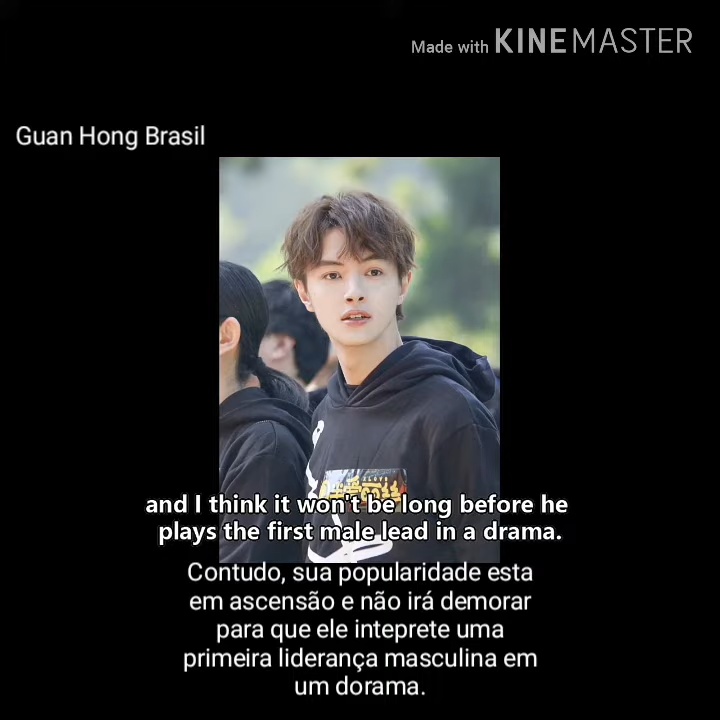 Made with KINEMASTER
Guan Hong Brasil
and I think it won't be long before he
plays the first male lead in a drama.
Contudo, sua popularidade esta
em ascensão e não irá demorar
para que ele inteprete uma
primeira liderança masculina em
um dorama.